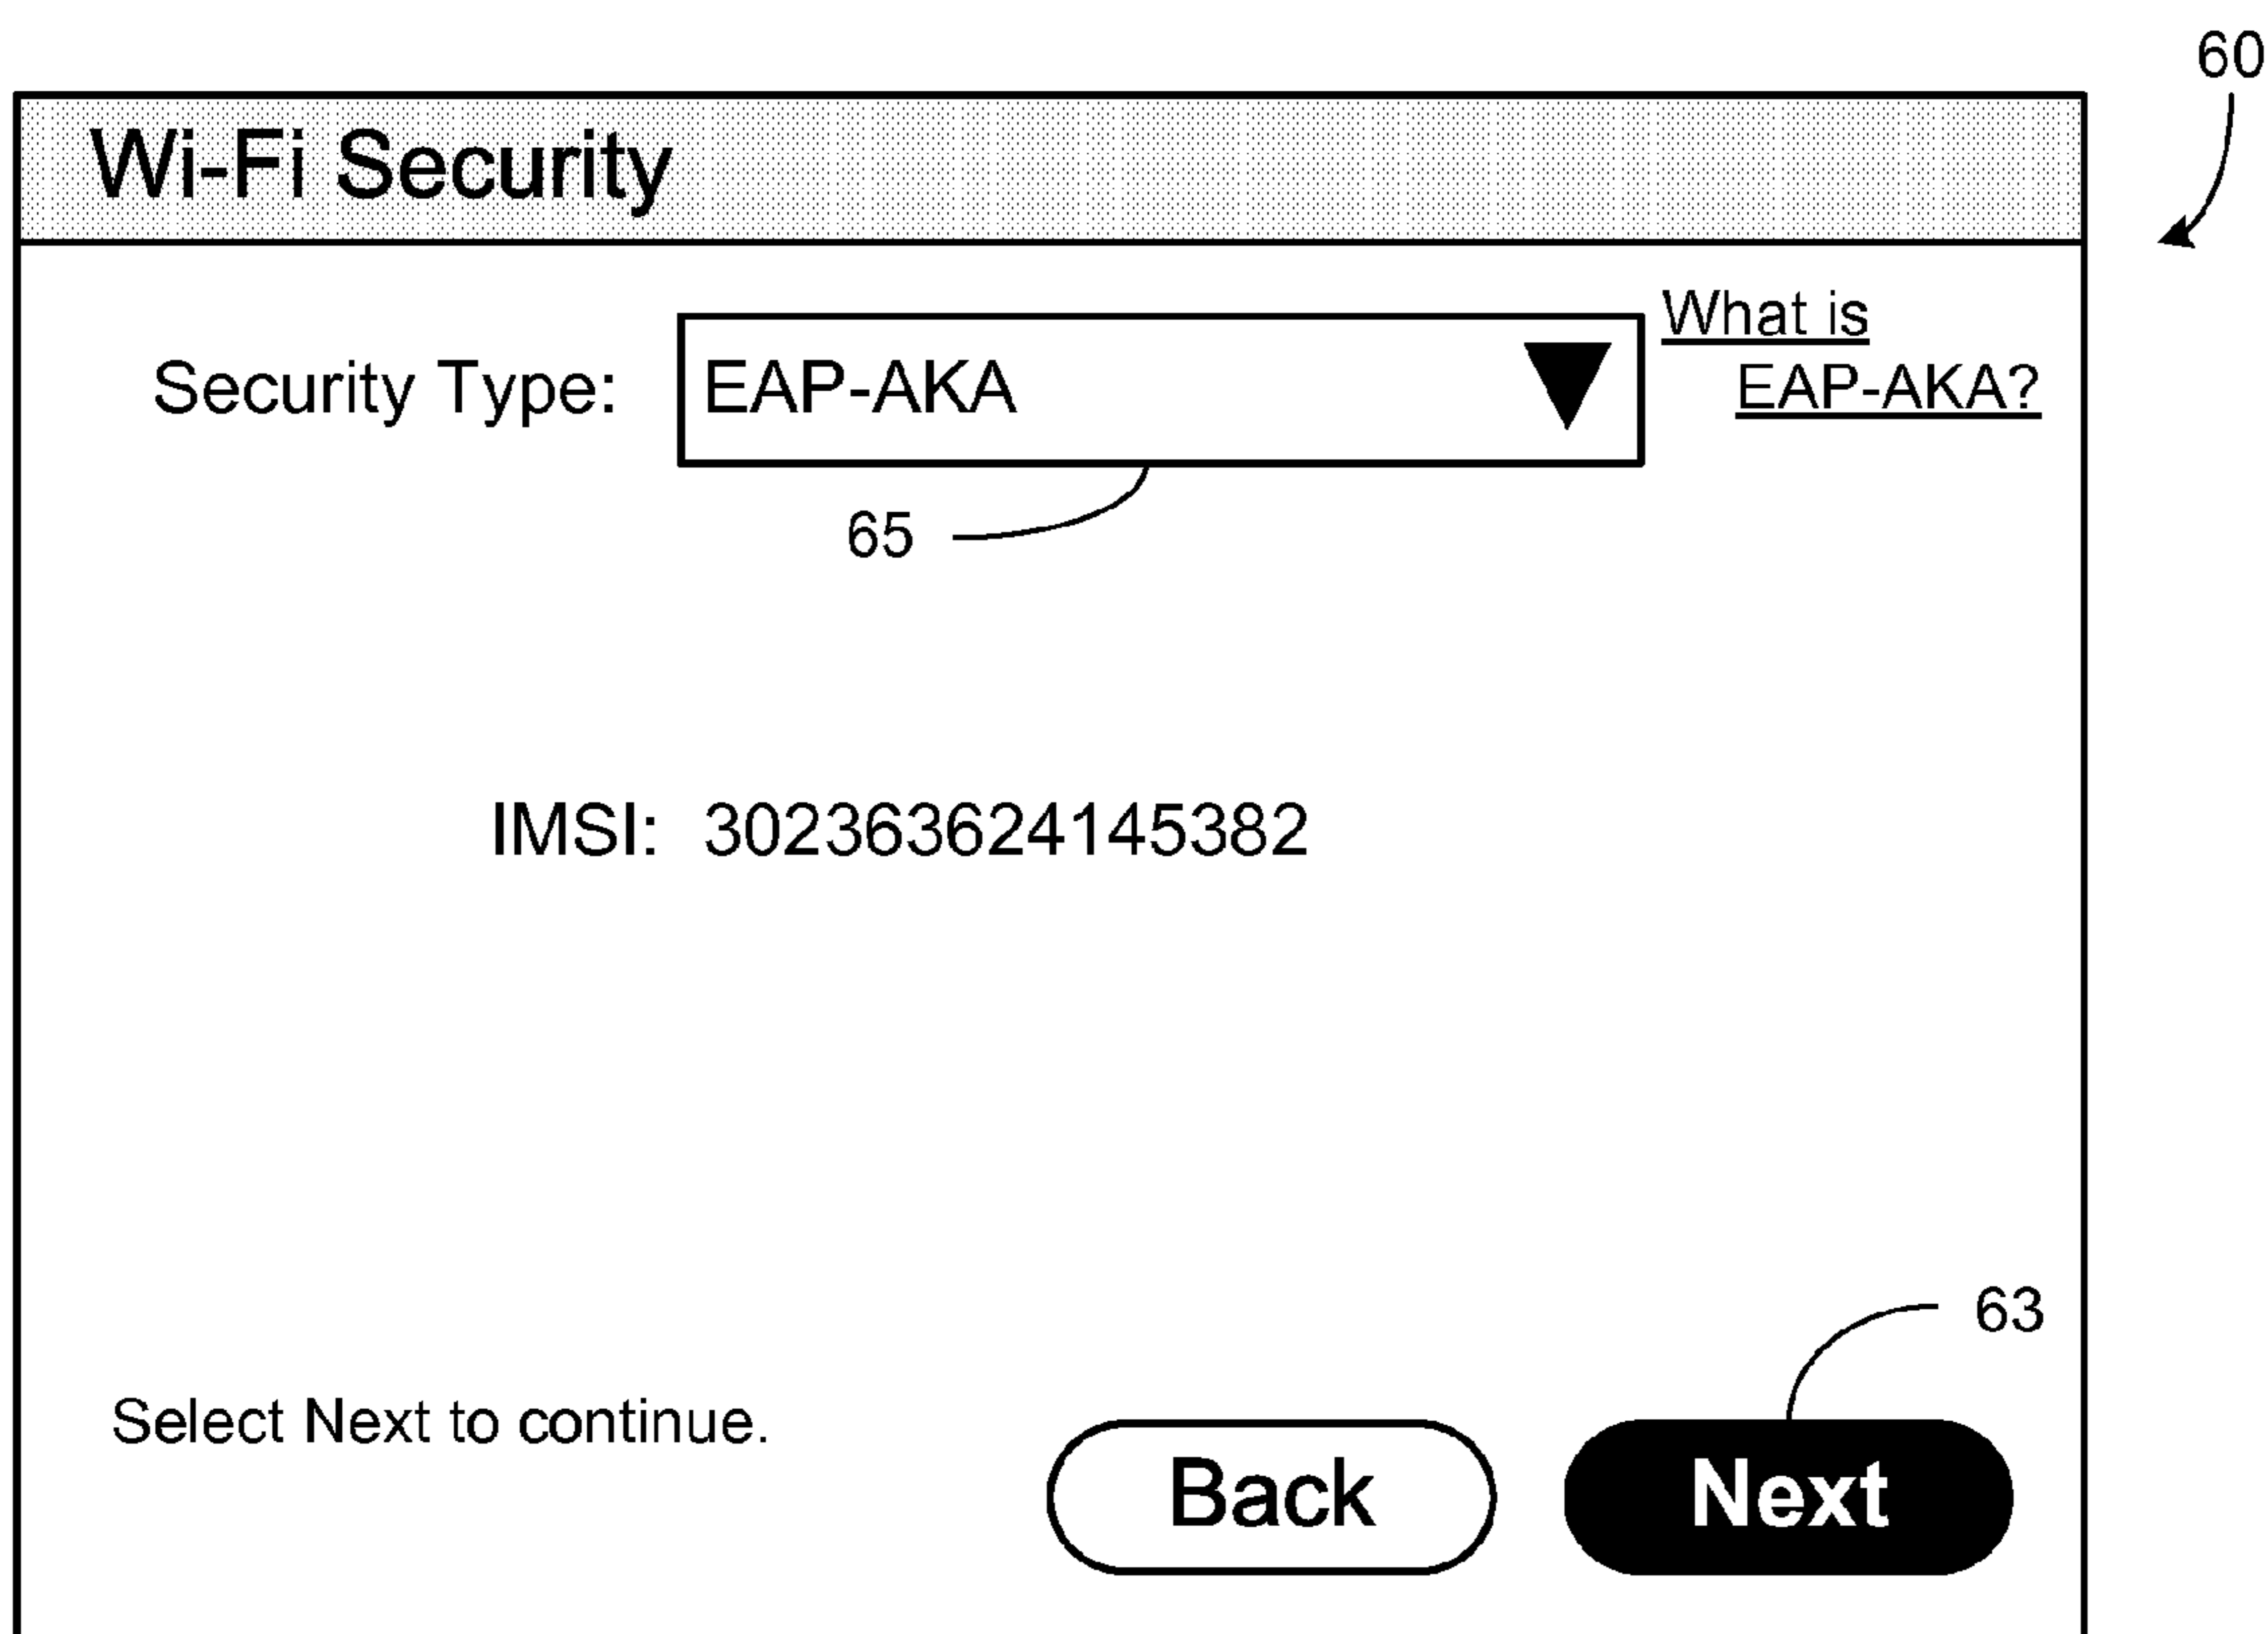 60
Wi-Fi Security
What is
Security Type: EAP-AKA EAP-AKA?
65
IMSI: 302363624145382
63
Select Next to continue.
Back Next